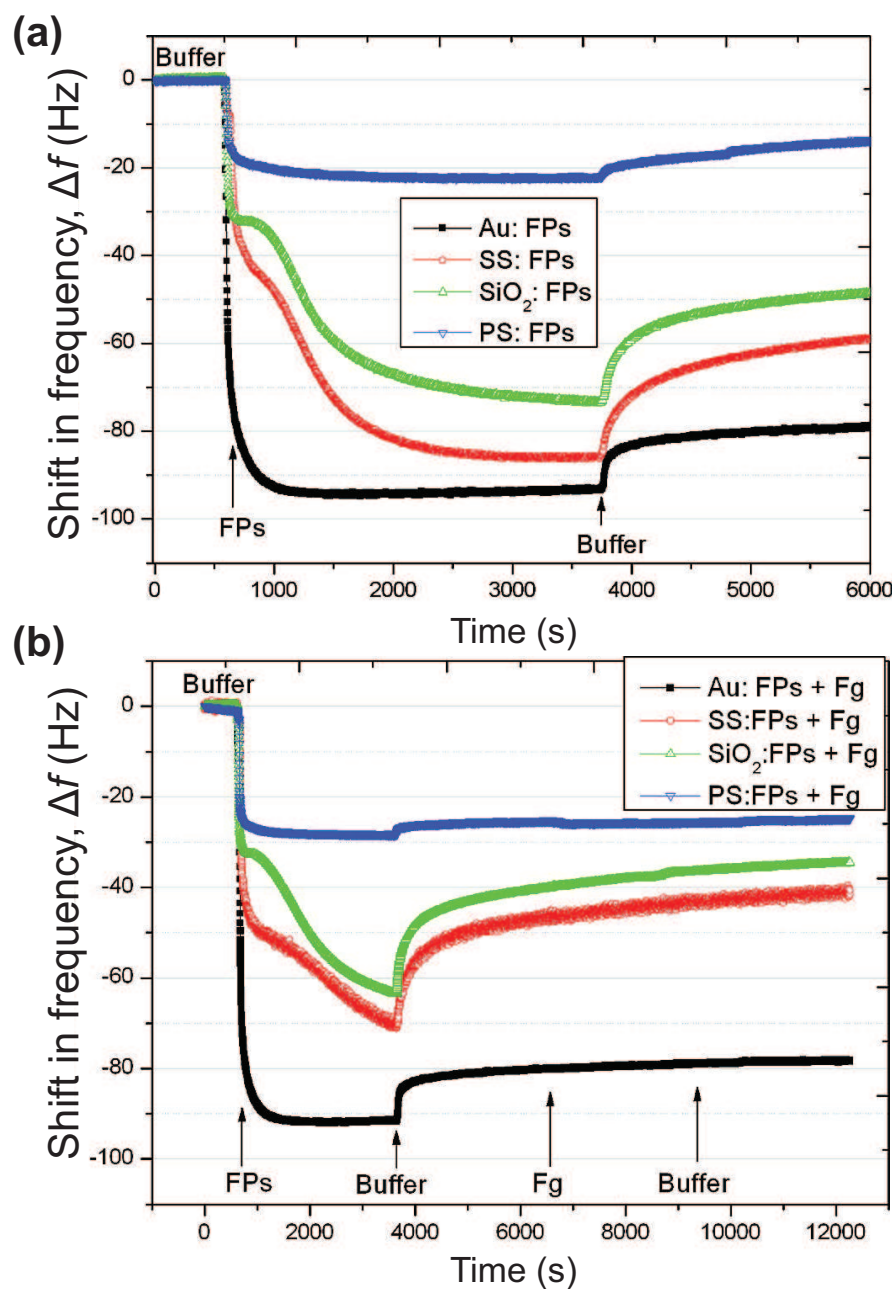 (a)
Buffer
Shift in frequency, Δf (Hz)
0
-20
-40
-60
-80
-100
Au: FPs
SS: FPs
SiO₂: FPs
PS: FPs
FPs
Buffer
0 1000 2000 3000 4000 5000 6000
Time (s)
(b)
Buffer
Shift in frequency, Δf (Hz)
0
-20
-40
-60
-80
-100
Au: FPs + Fg
SS:FPs + Fg
SiO₂:FPs + Fg
PS:FPs + Fg
FPs Buffer Fg Buffer
0 2000 4000 6000 8000 10000 12000
Time (s)